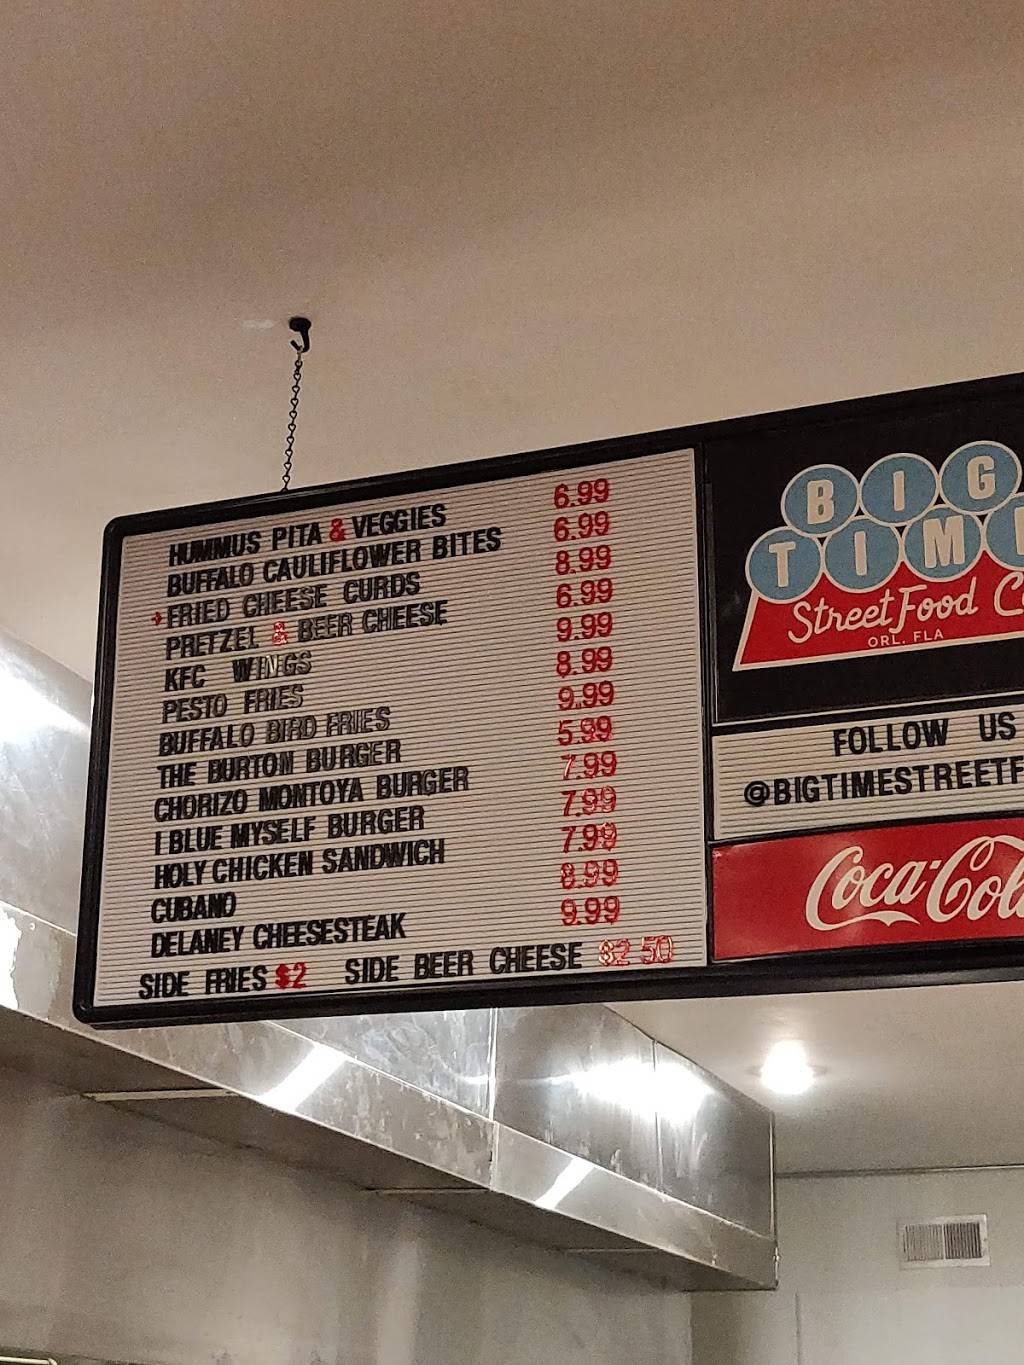 HUMMUS PITA & VEGGIES 6.99
BUFFALO CAULIFLOWER BITES 6.99
FRIED CHEESE CURDS 8.99
PRETZEL & BEER CHEESE 6.99
KFC WINGS 9.99
PESTO FRIES 8.99
BUFFALO BIRD FRIES 9.99
THE BURTON BURGER 5.99
CHORIZO MONTOYA BURGER 7.99
I BLUE MYSELF BURGER 7.99
HOLY CHICKEN SANDWICH 7.99
CUBANO 8.99
DELANEY CHEESESTEAK 9.99
SIDE FRIES $2 SIDE BEER CHEESE $2 50
BIG
TIM
Street Food C
ORL. FLA
FOLLOW US
@BIGTIMESTREETF
Coca-Col